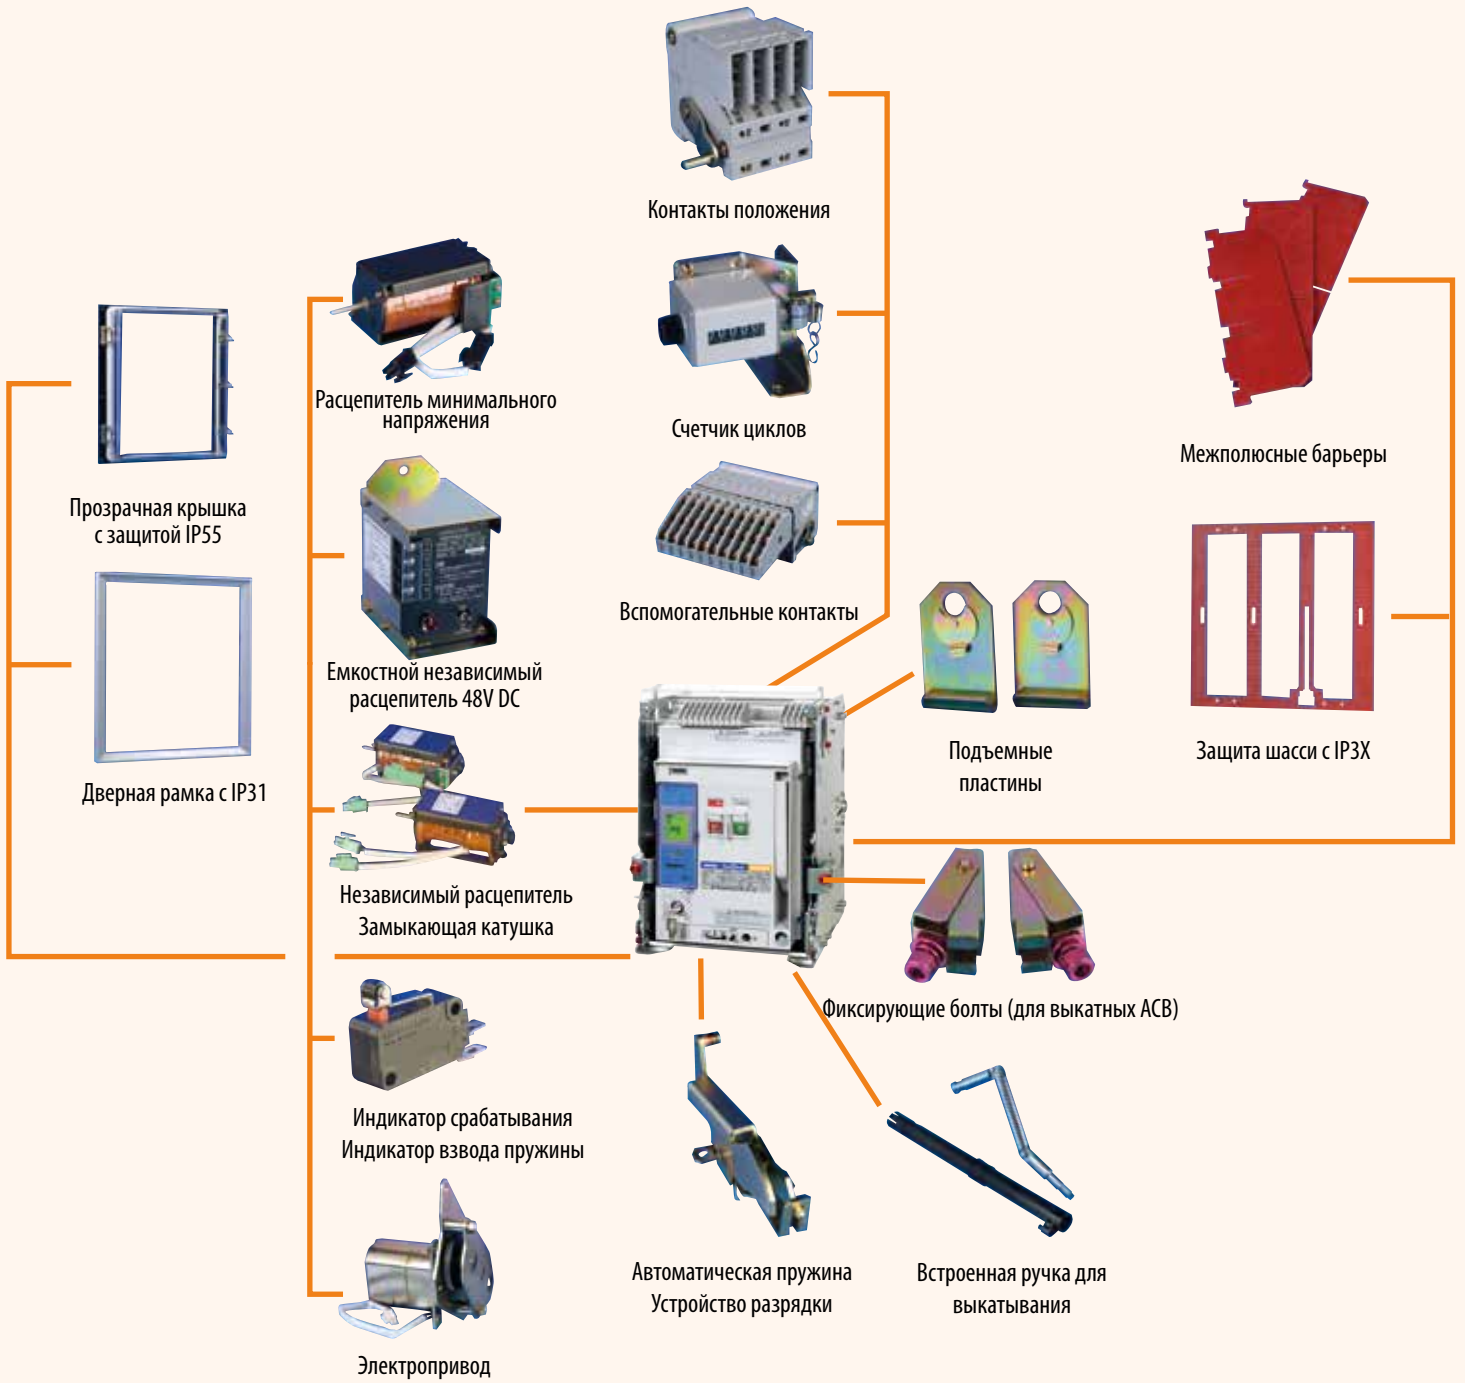 Контакты положения
Расцепитель минимального
напряжения
Счетчик циклов
Межполюсные барьеры
Прозрачная крышка
с защитой IP55
Вспомогательные контакты
Емкостной независимый
расцепитель 48V DC
Подъемные
пластины
Защита шасси с IP3X
Дверная рамка с IP31
Независимый расцепитель
Замыкающая катушка
Фиксирующие болты (для выкатных ACB)
Индикатор срабатывания
Индикатор взвода пружины
Автоматическая пружина
Устройство разрядки
Встроенная ручка для
выкатывания
Электропривод